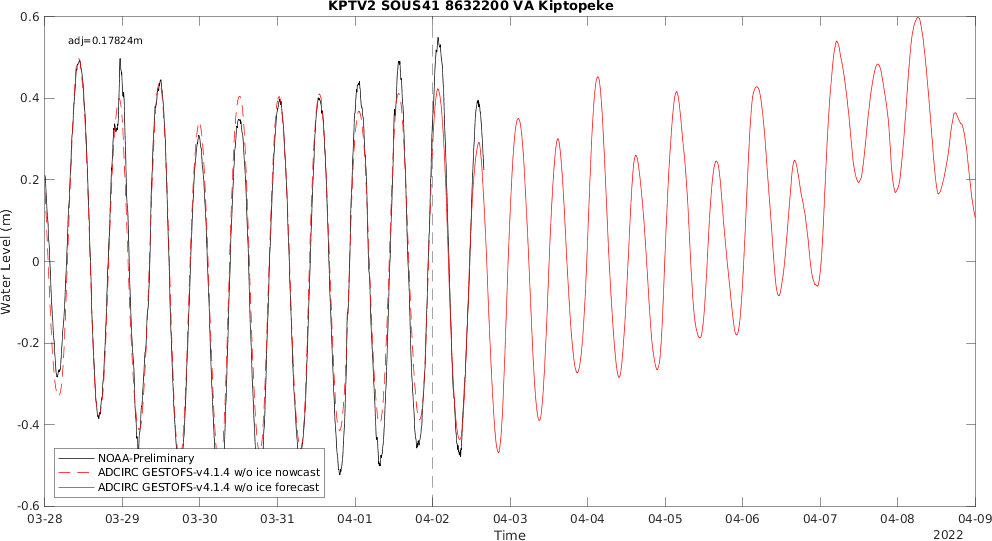 KPTV2 SOUS41 8632200 VA Kiptopeke
adj=0.17824m
0.6
0.4
0.2
0
-0.2
-0.4
-0.6
Water Level (m)
NOAA-Preliminary
ADCIRC GESTOFS-v4.1.4 w/o ice nowcast
ADCIRC GESTOFS-v4.1.4 w/o ice forecast
03-28 03-29 03-30 03-31 04-01 04-02 04-03 04-04 04-05 04-06 04-07 04-08 04-09
Time
2022